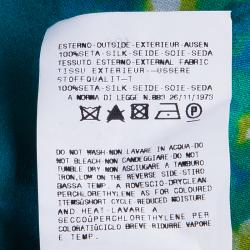 ESTERNO-OUTSIDE-EXTERIEUR-AUSEN
100%SETA-SILK-SEIDE-SOIE-SEDA
TESSUTO ESTERNO-EXTERNAL FABRIC
TISSU EXTERIEUR-USSERE
STOFFQUALIT-T
100%SETA-SILK-SEIDE-SOIE-SEDA
A NORMA DI LEGGE N.883 26/11/1973
DO NOT WASH-NON LAVARE IN ACQUA-DO
NOT BLEACH NON CANDEGGIARE-DO NOT
TUMBLE DRY NON ASCIUGARE A TAMBURO
IRON,LOW ON THE REVERSE SIDE-STIRO
BASSA TEMP. A ROVESCIO-DRYCLEAN
PERCHLORETHYLENE AS FOR COLOURED
ITEMS SHORT CYCLE-REDUCED MOISTURE
AND HEAT-LAVARE A
SECCO PERCHLORETHYLENE PER
COLORATI CICLO BREVE RIDURRE VAPORE
E TEMP.